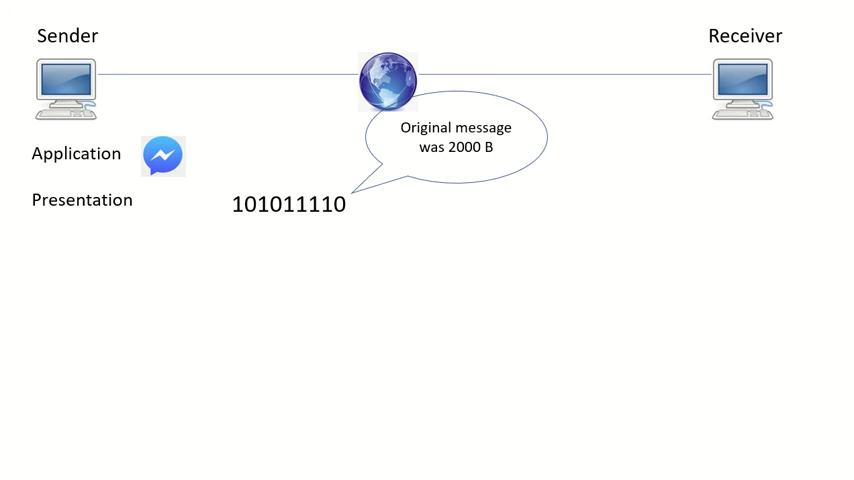 Sender
Receiver
Original message
was 2000 B
Application
Presentation
101011110